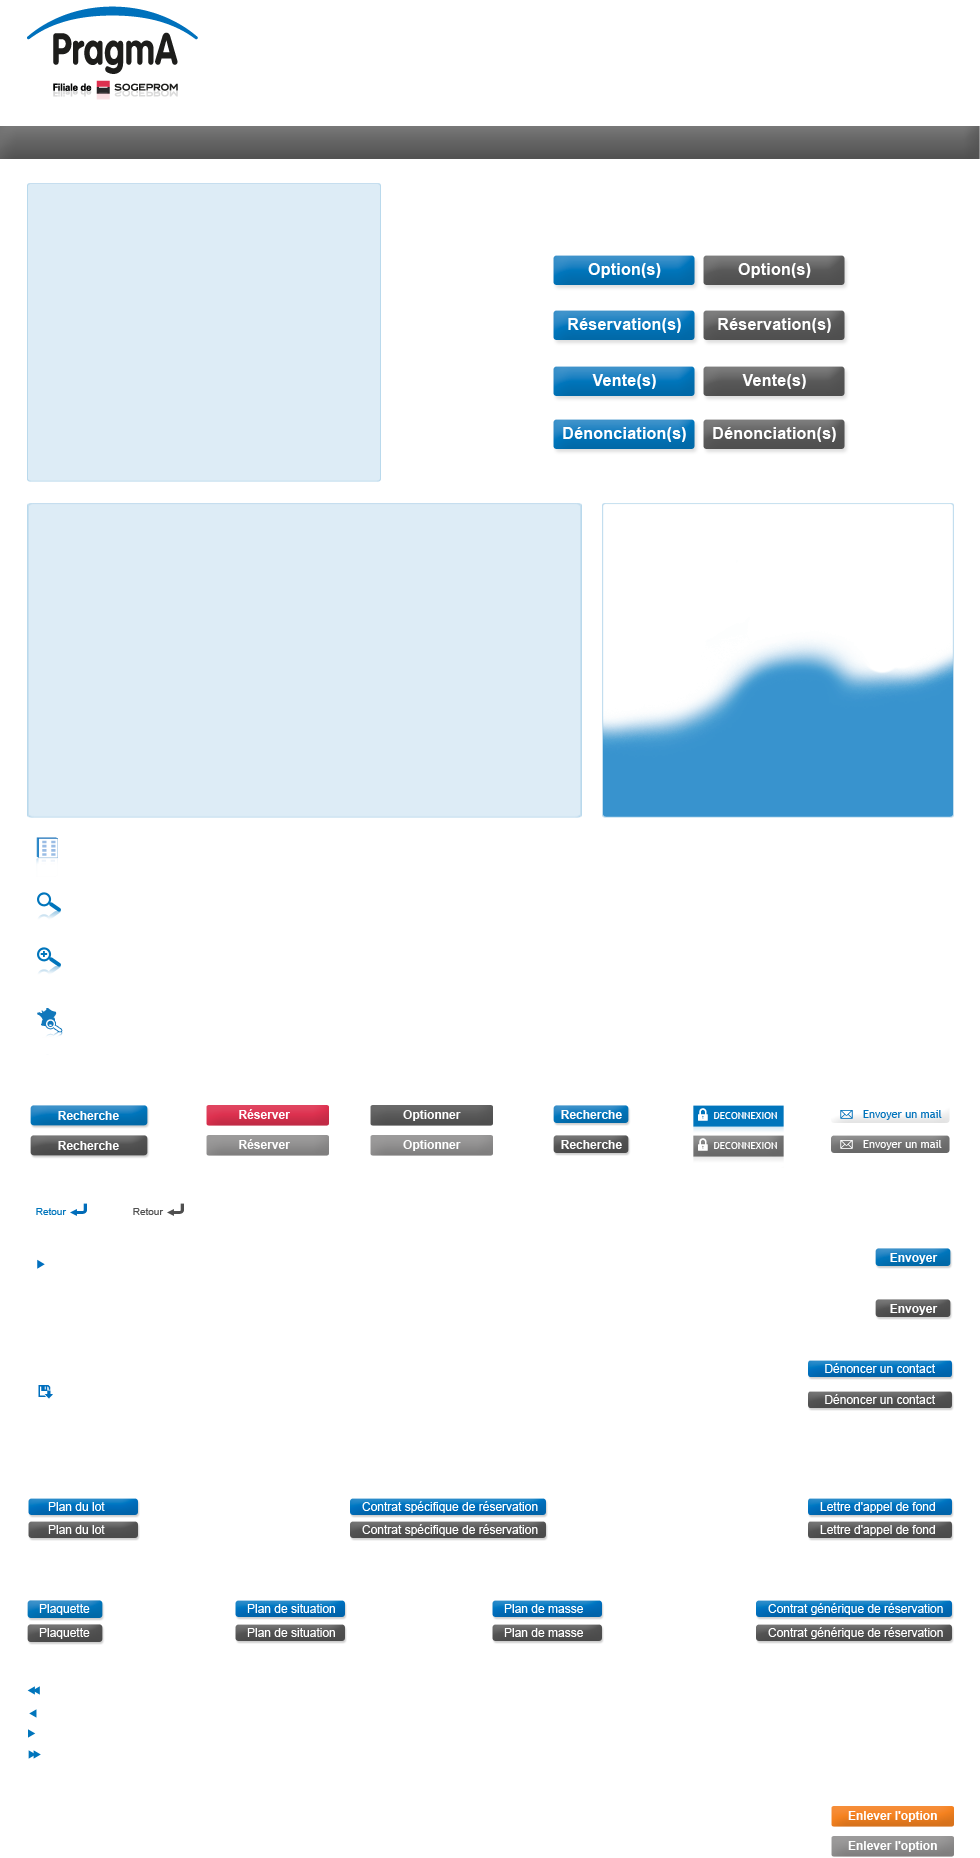 PragmA
Filiale de SOGEPROM
Option(s) Option(s)
Réservation(s) Réservation(s)
Vente(s) Vente(s)
Dénonciation(s) Dénonciation(s)
Recherche Réserver Optionner Recherche DECONNEXION Envoyer un mail
Recherche Réserver Optionner Recherche DECONNEXION Envoyer un mail
Retour Retour
Envoyer
Envoyer
Dénoncer un contact
Dénoncer un contact
Plan du lot Contrat spécifique de réservation Lettre d'appel de fond
Plan du lot Contrat spécifique de réservation Lettre d'appel de fond
Plaquette Plan de situation Plan de masse Contrat générique de réservation
Plaquette Plan de situation Plan de masse Contrat générique de réservation
Enlever l'option
Enlever l'option